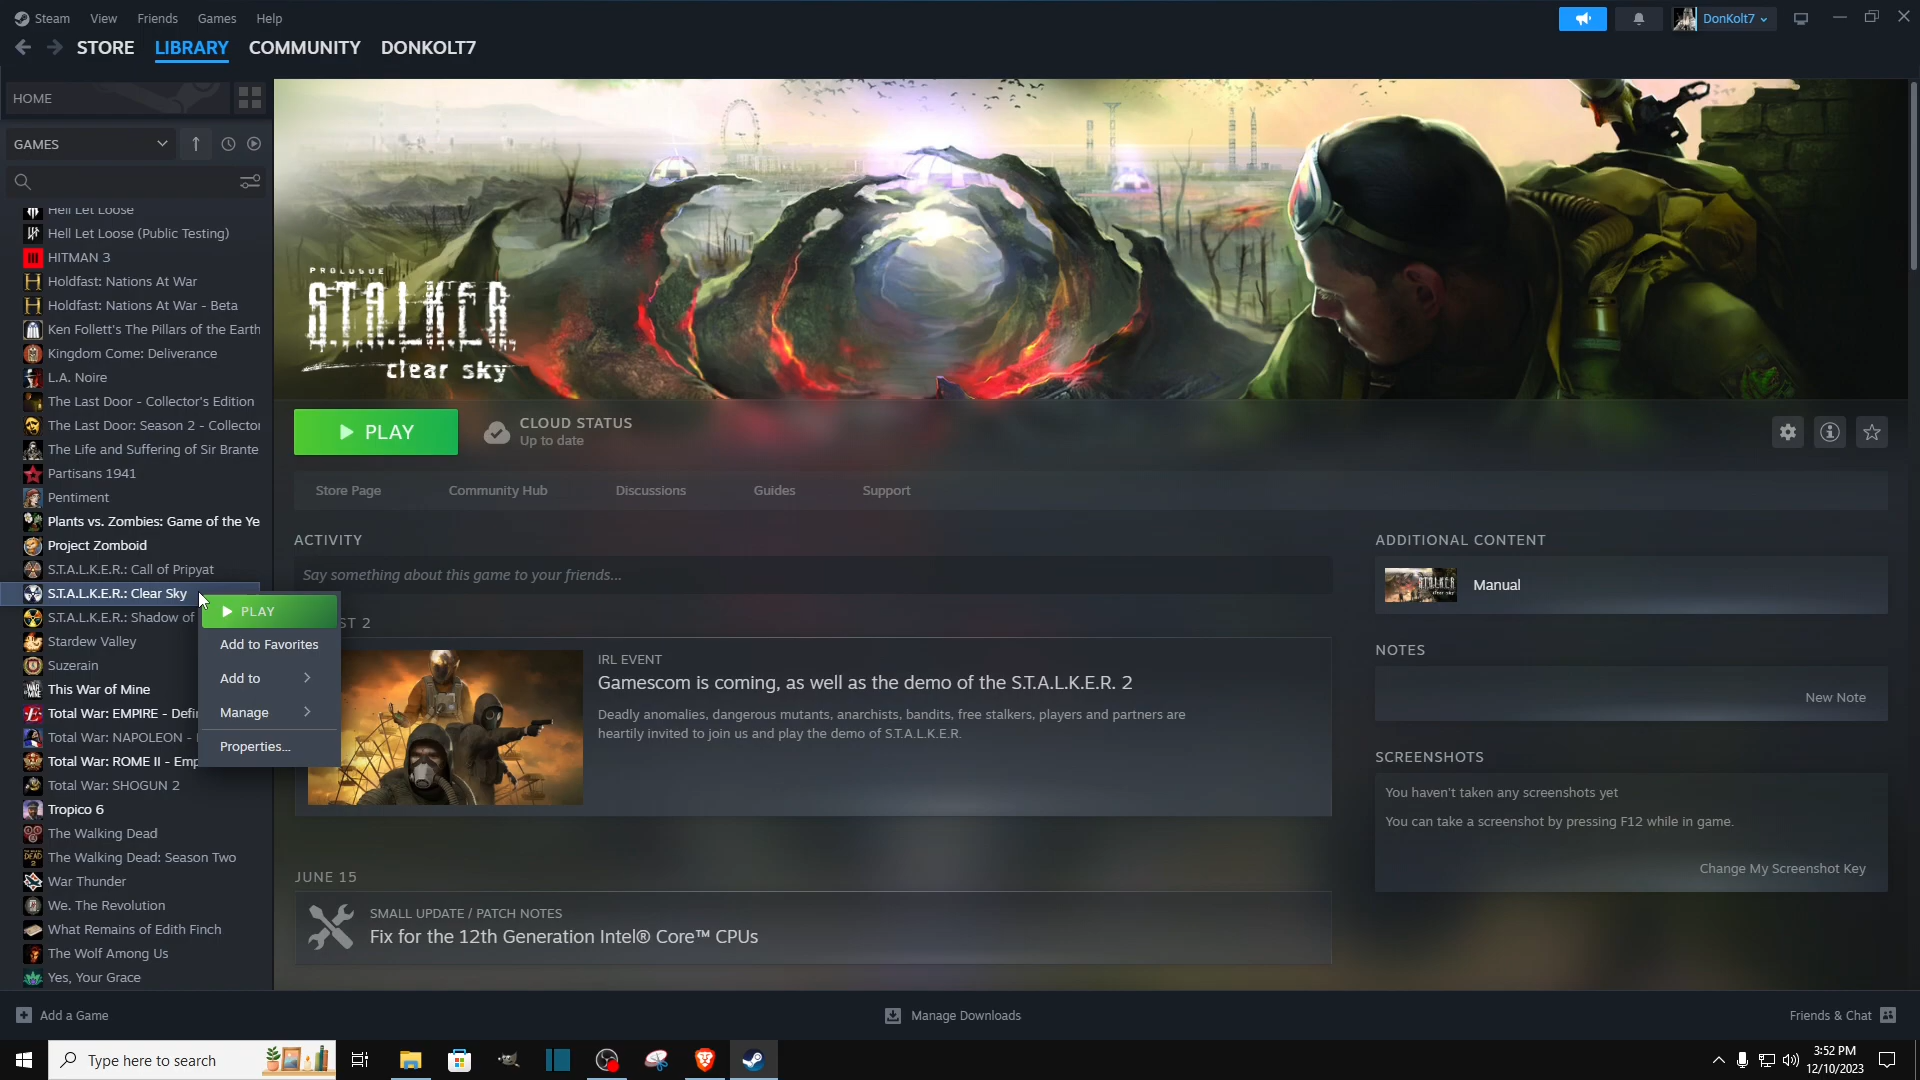 Steam
View
Friends
Games
Help
DonKolt7
STORE
LIBRARY
COMMUNITY
DONKOLT7
HOME
GAMES
Hell Let Loose
Hell Let Loose (Public Testing)
HITMAN 3
Holdfast: Nations At War
Holdfast: Nations At War - Beta
Ken Follett's The Pillars of the Earth
Kingdom Come: Deliverance
L.A. Noire
The Last Door - Collector's Edition
The Last Door: Season 2 - Collector
The Life and Suffering of Sir Brante
Partisans 1941
Pentiment
Plants vs. Zombies: Game of the Ye
Project Zomboid
S.T.A.L.K.E.R.: Call of Pripyat
S.T.A.L.K.E.R.: Clear Sky
S.T.A.L.K.E.R.: Shadow of
Stardew Valley
Suzerain
This War of Mine
Total War: EMPIRE - Defi
Total War: NAPOLEON -
Total War: ROME II - Emp
Total War: SHOGUN 2
Tropico 6
The Walking Dead
The Walking Dead: Season Two
War Thunder
We. The Revolution
What Remains of Edith Finch
The Wolf Among Us
Yes, Your Grace
PLAY
Add to Favorites
Add to
Manage
Properties...
PROLOGUE
S.T.A.L.K.E.R
clear sky
PLAY
CLOUD STATUS
Up to date
Store Page
Community Hub
Discussions
Guides
Support
ACTIVITY
Say something about this game to your friends...
ST 2
IRL EVENT
Gamescom is coming, as well as the demo of the S.T.A.L.K.E.R. 2
Deadly anomalies, dangerous mutants, anarchists, bandits, free stalkers, players and partners are
heartily invited to join us and play the demo of S.T.A.L.K.E.R.
JUNE 15
SMALL UPDATE / PATCH NOTES
Fix for the 12th Generation Intel® Core™ CPUs
ADDITIONAL CONTENT
Manual
NOTES
New Note
SCREENSHOTS
You haven't taken any screenshots yet
You can take a screenshot by pressing F12 while in game.
Change My Screenshot Key
Add a Game
Manage Downloads
Friends & Chat
Type here to search
3:52 PM
12/10/2023